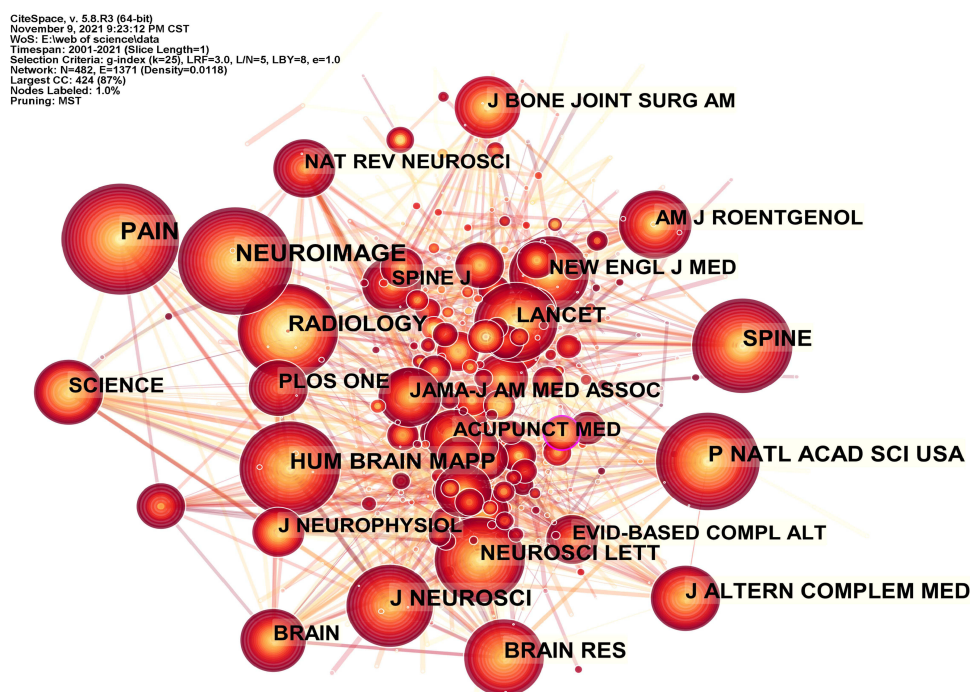 CiteSpace, v. 5.8.R3 (64-bit)
November 9, 2021 9:23:12 PM CST
WoS: E:\web of science\data
Timespan: 2001-2021 (Slice Length=1)
Selection Criteria: g-index (k=25), LRF=3.0, L/N=5, LBY=8, e=1.0
Network: N=482, E=1371 (Density=0.0118)
Largest CC: 424 (87%)
Nodes Labeled: 1.0%
Pruning: MST
J BONE JOINT SURG AM
NAT REV NEUROSCI
AM J ROENTGENOL
PAIN
NEUROIMAGE
NEW ENGL J MED
SPINE J
LANCET
RADIOLOGY
SPINE
SCIENCE
PLOS ONE
JAMA-J AM MED ASSOC
ACUPUNCT MED
P NATL ACAD SCI USA
HUM BRAIN MAPP
J NEUROPHYSIOL
EVID-BASED COMPL ALT
NEUROSCI LETT
J ALTERN COMPLEM MED
J NEUROSCI
BRAIN
BRAIN RES